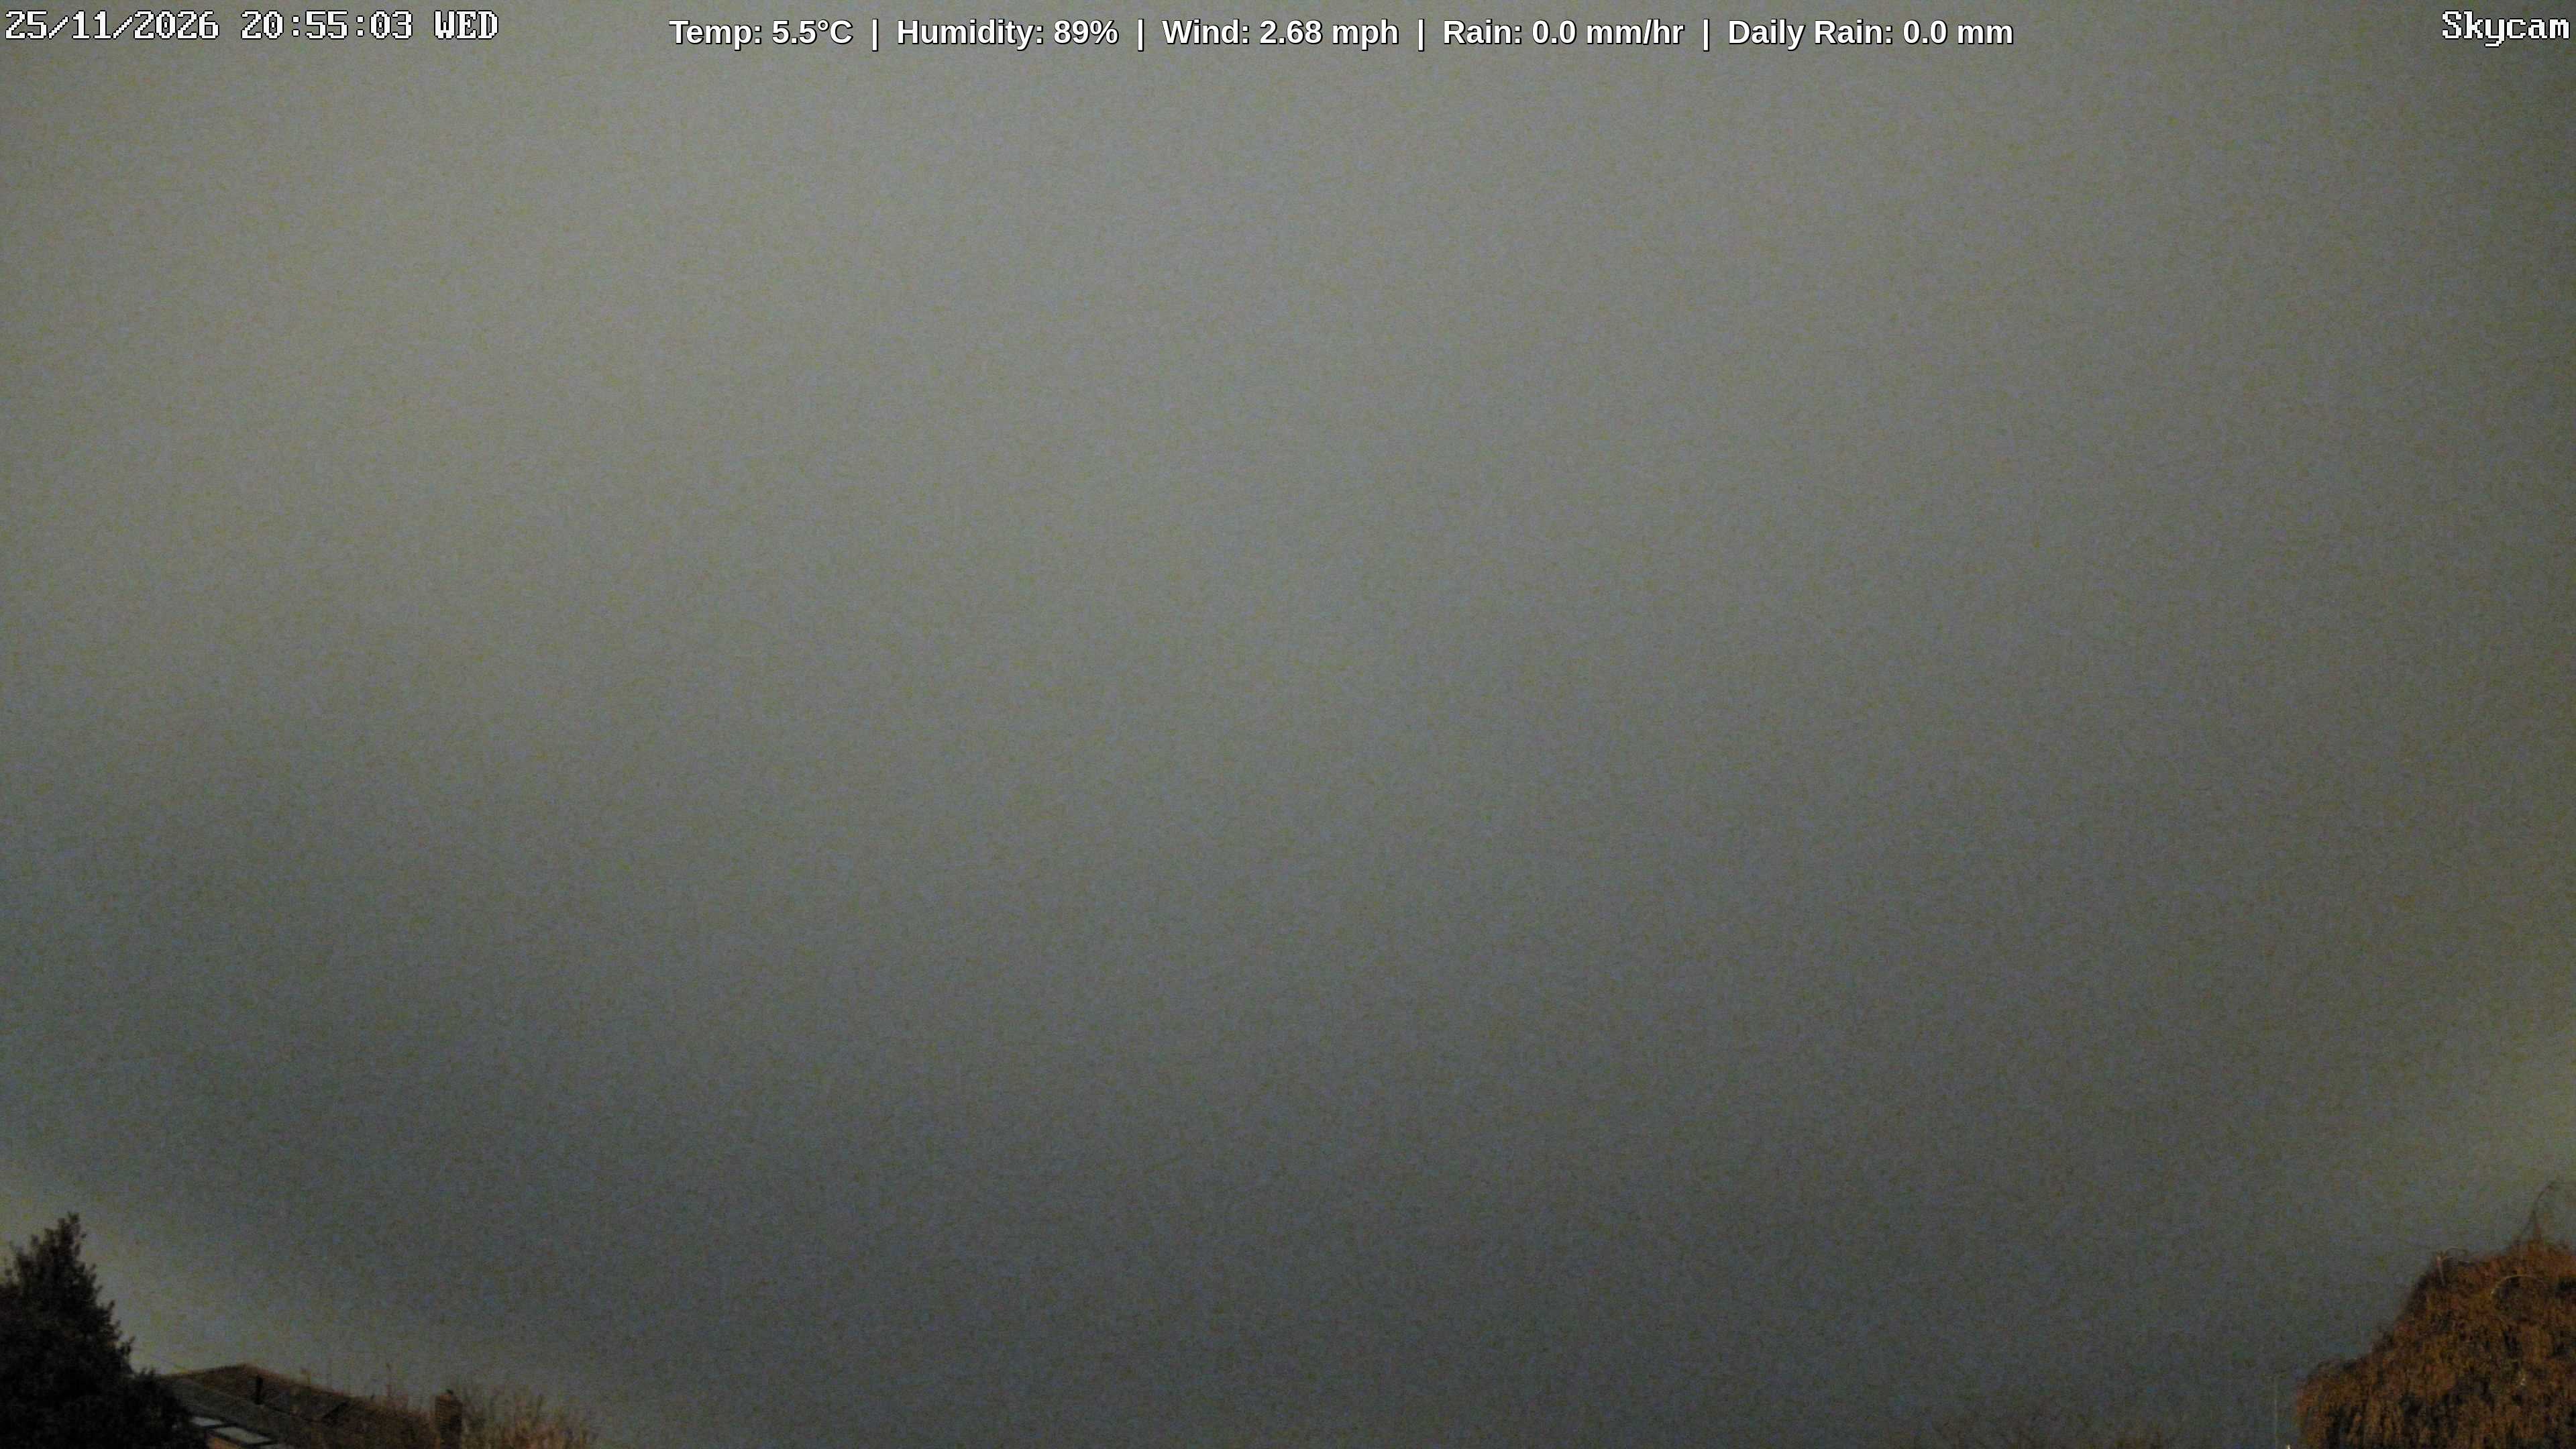 25/11/2026 20:55:03 WED
Temp: 5.5°C | Humidity: 89% | Wind: 2.68 mph | Rain: 0.0 mm/hr | Daily Rain: 0.0 mm
Skycam